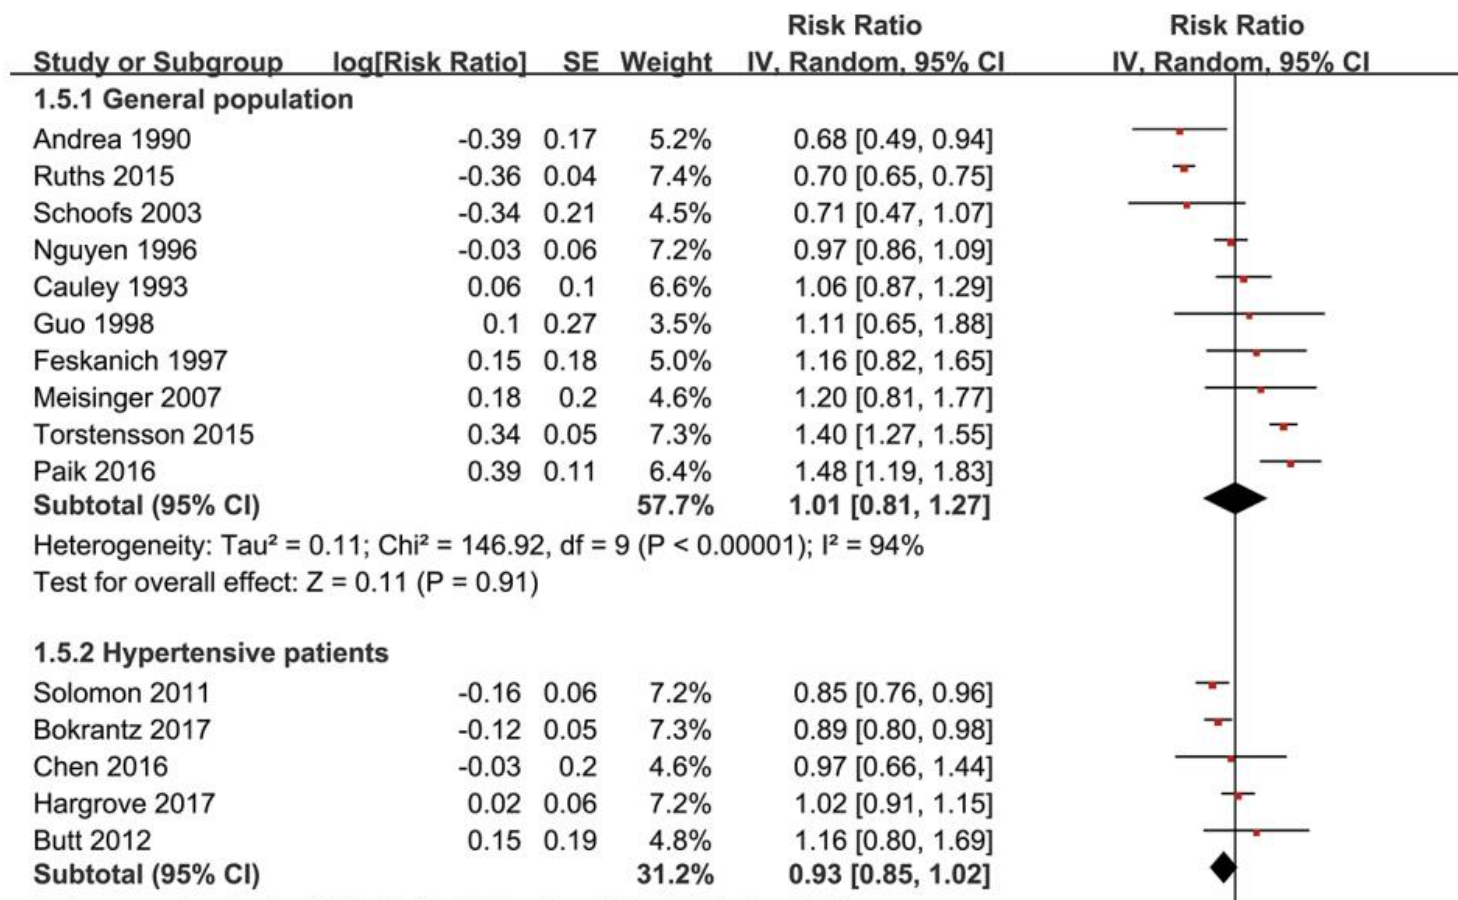 Risk Ratio Risk Ratio
Study or Subgroup log[Risk Ratio] SE Weight IV, Random, 95% CI IV, Random, 95% CI
1.5.1 General population
Andrea 1990 -0.39 0.17 5.2% 0.68 [0.49, 0.94]
Ruths 2015 -0.36 0.04 7.4% 0.70 [0.65, 0.75]
Schoofs 2003 -0.34 0.21 4.5% 0.71 [0.47, 1.07]
Nguyen 1996 -0.03 0.06 7.2% 0.97 [0.86, 1.09]
Cauley 1993 0.06 0.1 6.6% 1.06 [0.87, 1.29]
Guo 1998 0.1 0.27 3.5% 1.11 [0.65, 1.88]
Feskanich 1997 0.15 0.18 5.0% 1.16 [0.82, 1.65]
Meisinger 2007 0.18 0.2 4.6% 1.20 [0.81, 1.77]
Torstensson 2015 0.34 0.05 7.3% 1.40 [1.27, 1.55]
Paik 2016 0.39 0.11 6.4% 1.48 [1.19, 1.83]
Subtotal (95% CI) 57.7% 1.01 [0.81, 1.27]
Heterogeneity: Tau² = 0.11; Chi² = 146.92, df = 9 (P < 0.00001); I² = 94%
Test for overall effect: Z = 0.11 (P = 0.91)
1.5.2 Hypertensive patients
Solomon 2011 -0.16 0.06 7.2% 0.85 [0.76, 0.96]
Bokrantz 2017 -0.12 0.05 7.3% 0.89 [0.80, 0.98]
Chen 2016 -0.03 0.2 4.6% 0.97 [0.66, 1.44]
Hargrove 2017 0.02 0.06 7.2% 1.02 [0.91, 1.15]
Butt 2012 0.15 0.19 4.8% 1.16 [0.80, 1.69]
Subtotal (95% CI) 31.2% 0.93 [0.85, 1.02]